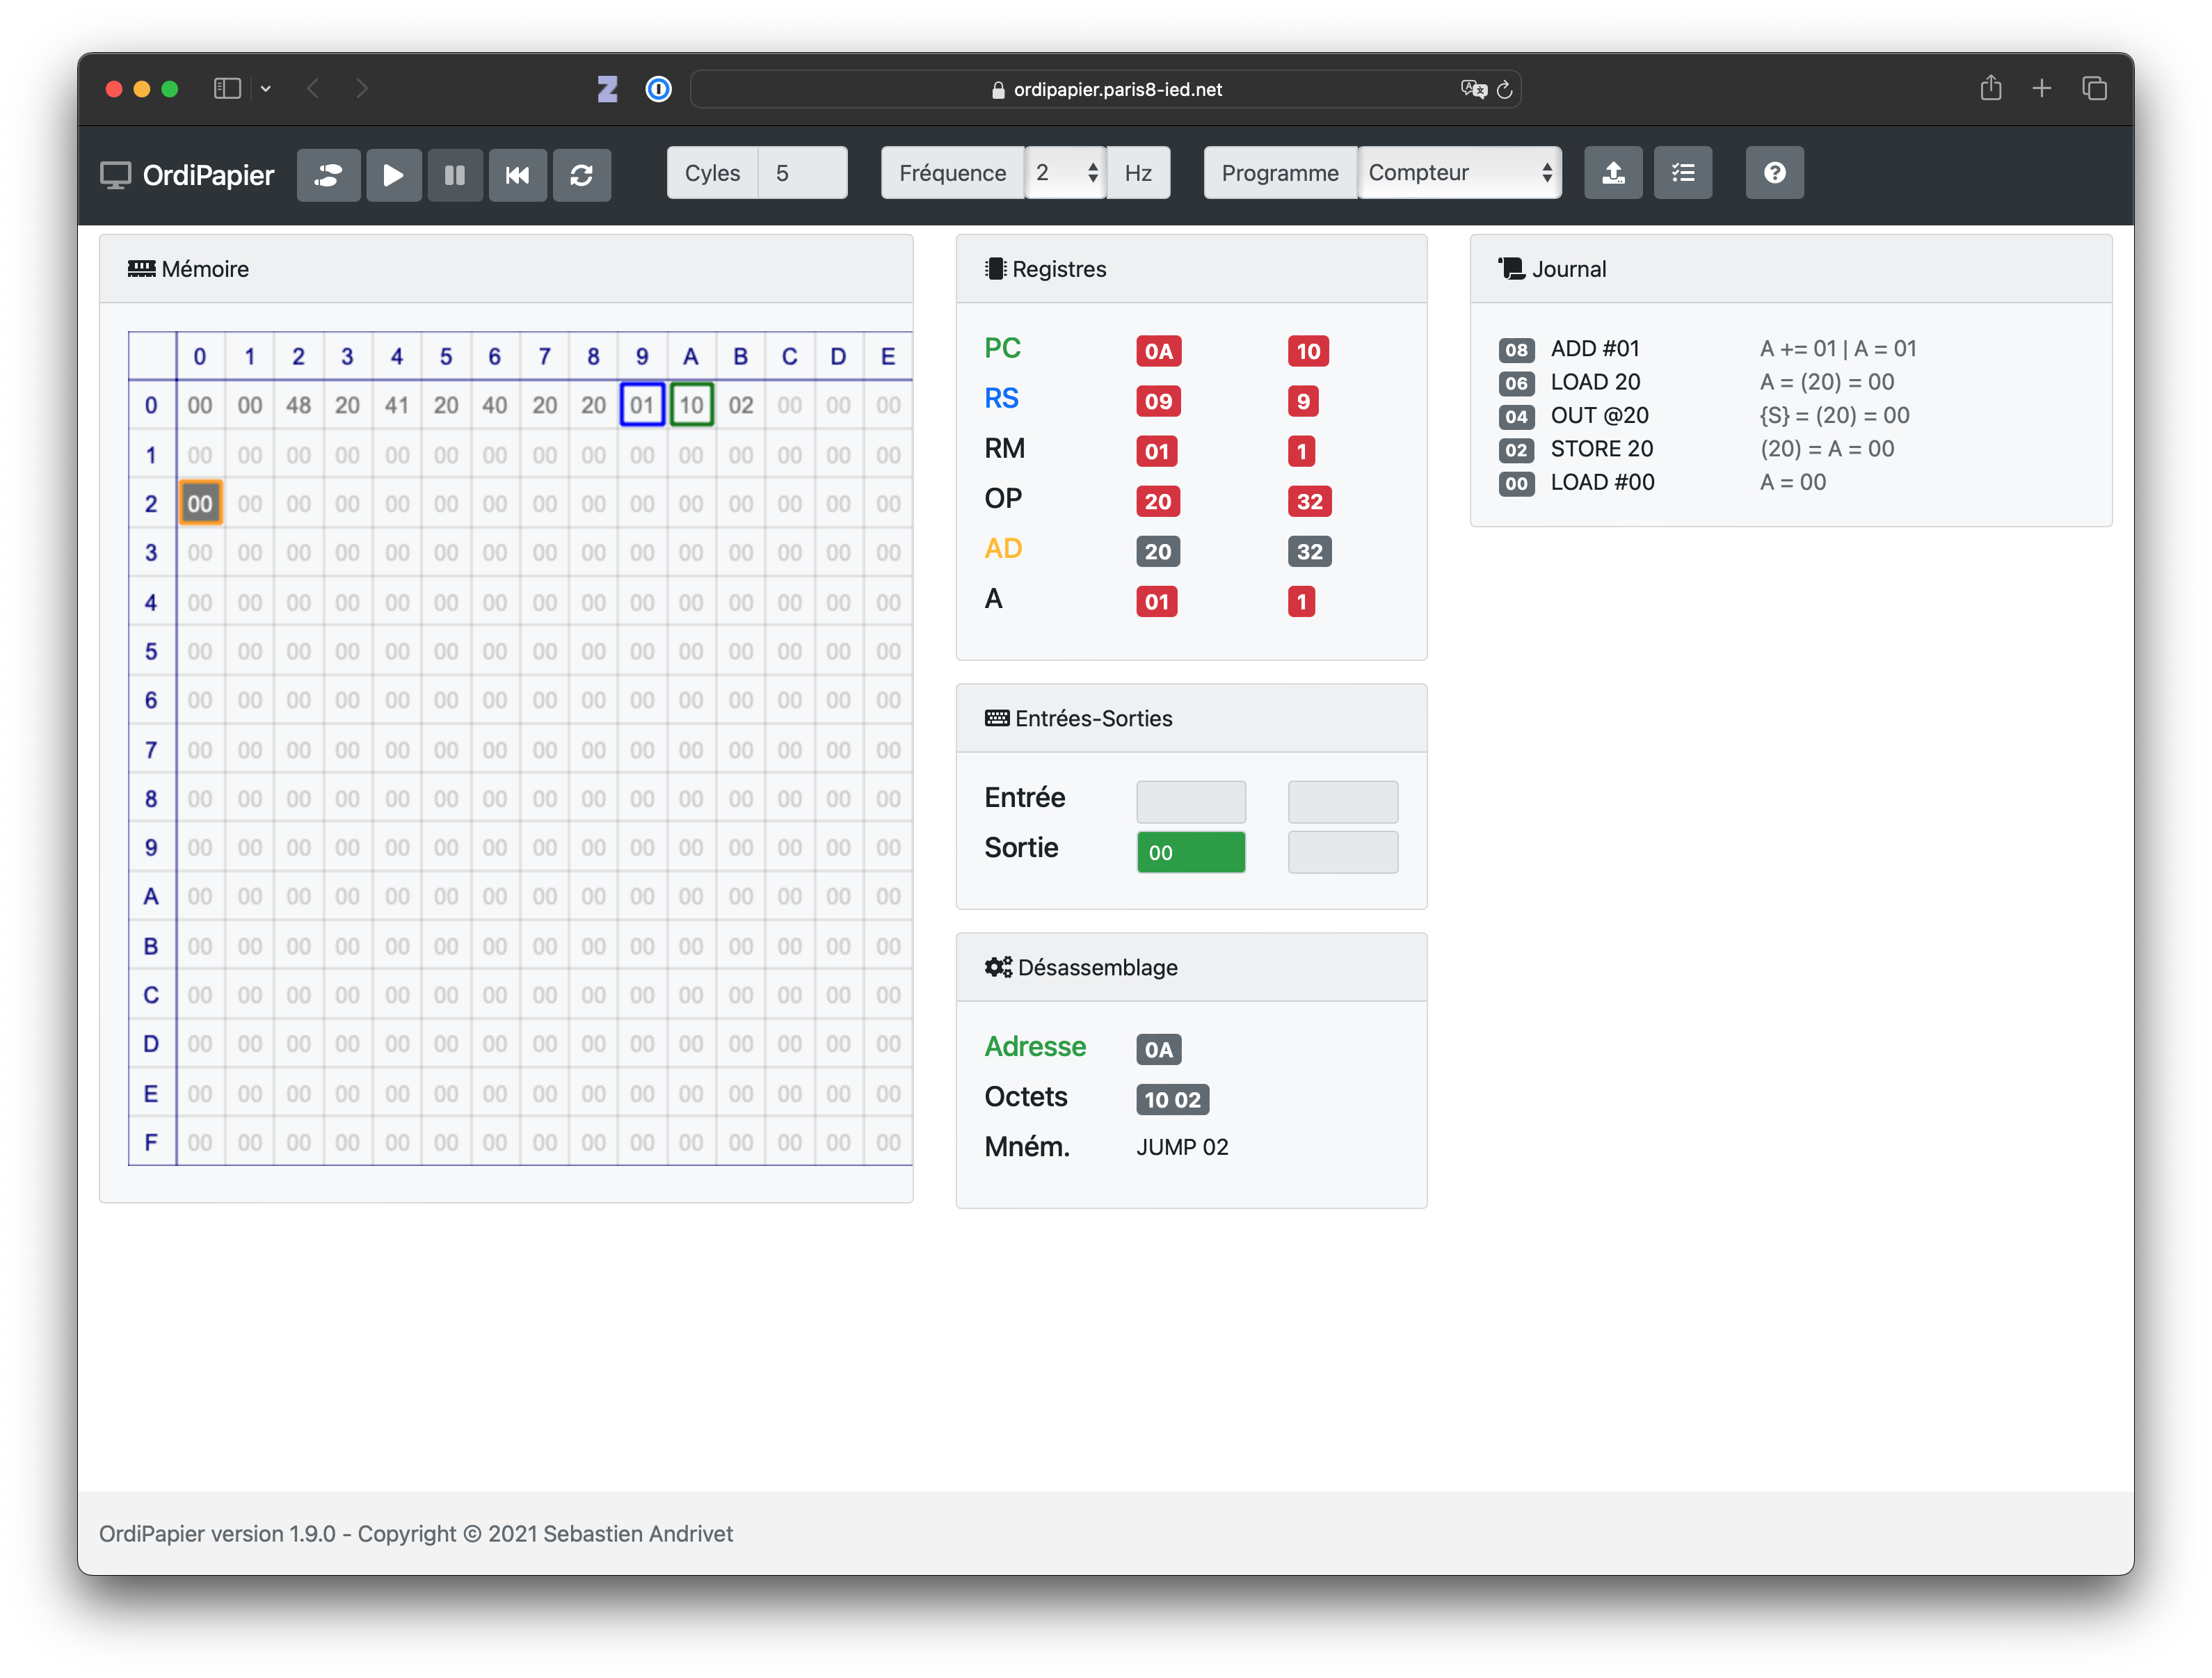 ordipapier.paris8-ied.net
OrdiPapier Cyles 5 Fréquence 2 Hz Programme Compteur
Mémoire
0 1 2 3 4 5 6 7 8 9 A B C D E
0 00 00 48 20 41 20 40 20 20 01 10 02 00 00 00
1 00 00 00 00 00 00 00 00 00 00 00 00 00 00 00
2 00 00 00 00 00 00 00 00 00 00 00 00 00 00 00
3 00 00 00 00 00 00 00 00 00 00 00 00 00 00 00
4 00 00 00 00 00 00 00 00 00 00 00 00 00 00 00
5 00 00 00 00 00 00 00 00 00 00 00 00 00 00 00
6 00 00 00 00 00 00 00 00 00 00 00 00 00 00 00
7 00 00 00 00 00 00 00 00 00 00 00 00 00 00 00
8 00 00 00 00 00 00 00 00 00 00 00 00 00 00 00
9 00 00 00 00 00 00 00 00 00 00 00 00 00 00 00
A 00 00 00 00 00 00 00 00 00 00 00 00 00 00 00
B 00 00 00 00 00 00 00 00 00 00 00 00 00 00 00
C 00 00 00 00 00 00 00 00 00 00 00 00 00 00 00
D 00 00 00 00 00 00 00 00 00 00 00 00 00 00 00
E 00 00 00 00 00 00 00 00 00 00 00 00 00 00 00
F 00 00 00 00 00 00 00 00 00 00 00 00 00 00 00
Registres
PC 0A 10
RS 09 9
RM 01 1
OP 20 32
AD 20 32
A 01 1
Entrées-Sorties
Entrée
Sortie 00
Désassemblage
Adresse 0A
Octets 10 02
Mném. JUMP 02
Journal
08 ADD #01 A += 01 | A = 01
06 LOAD 20 A = (20) = 00
04 OUT @20 {S} = (20) = 00
02 STORE 20 (20) = A = 00
00 LOAD #00 A = 00
OrdiPapier version 1.9.0 - Copyright © 2021 Sebastien Andrivet